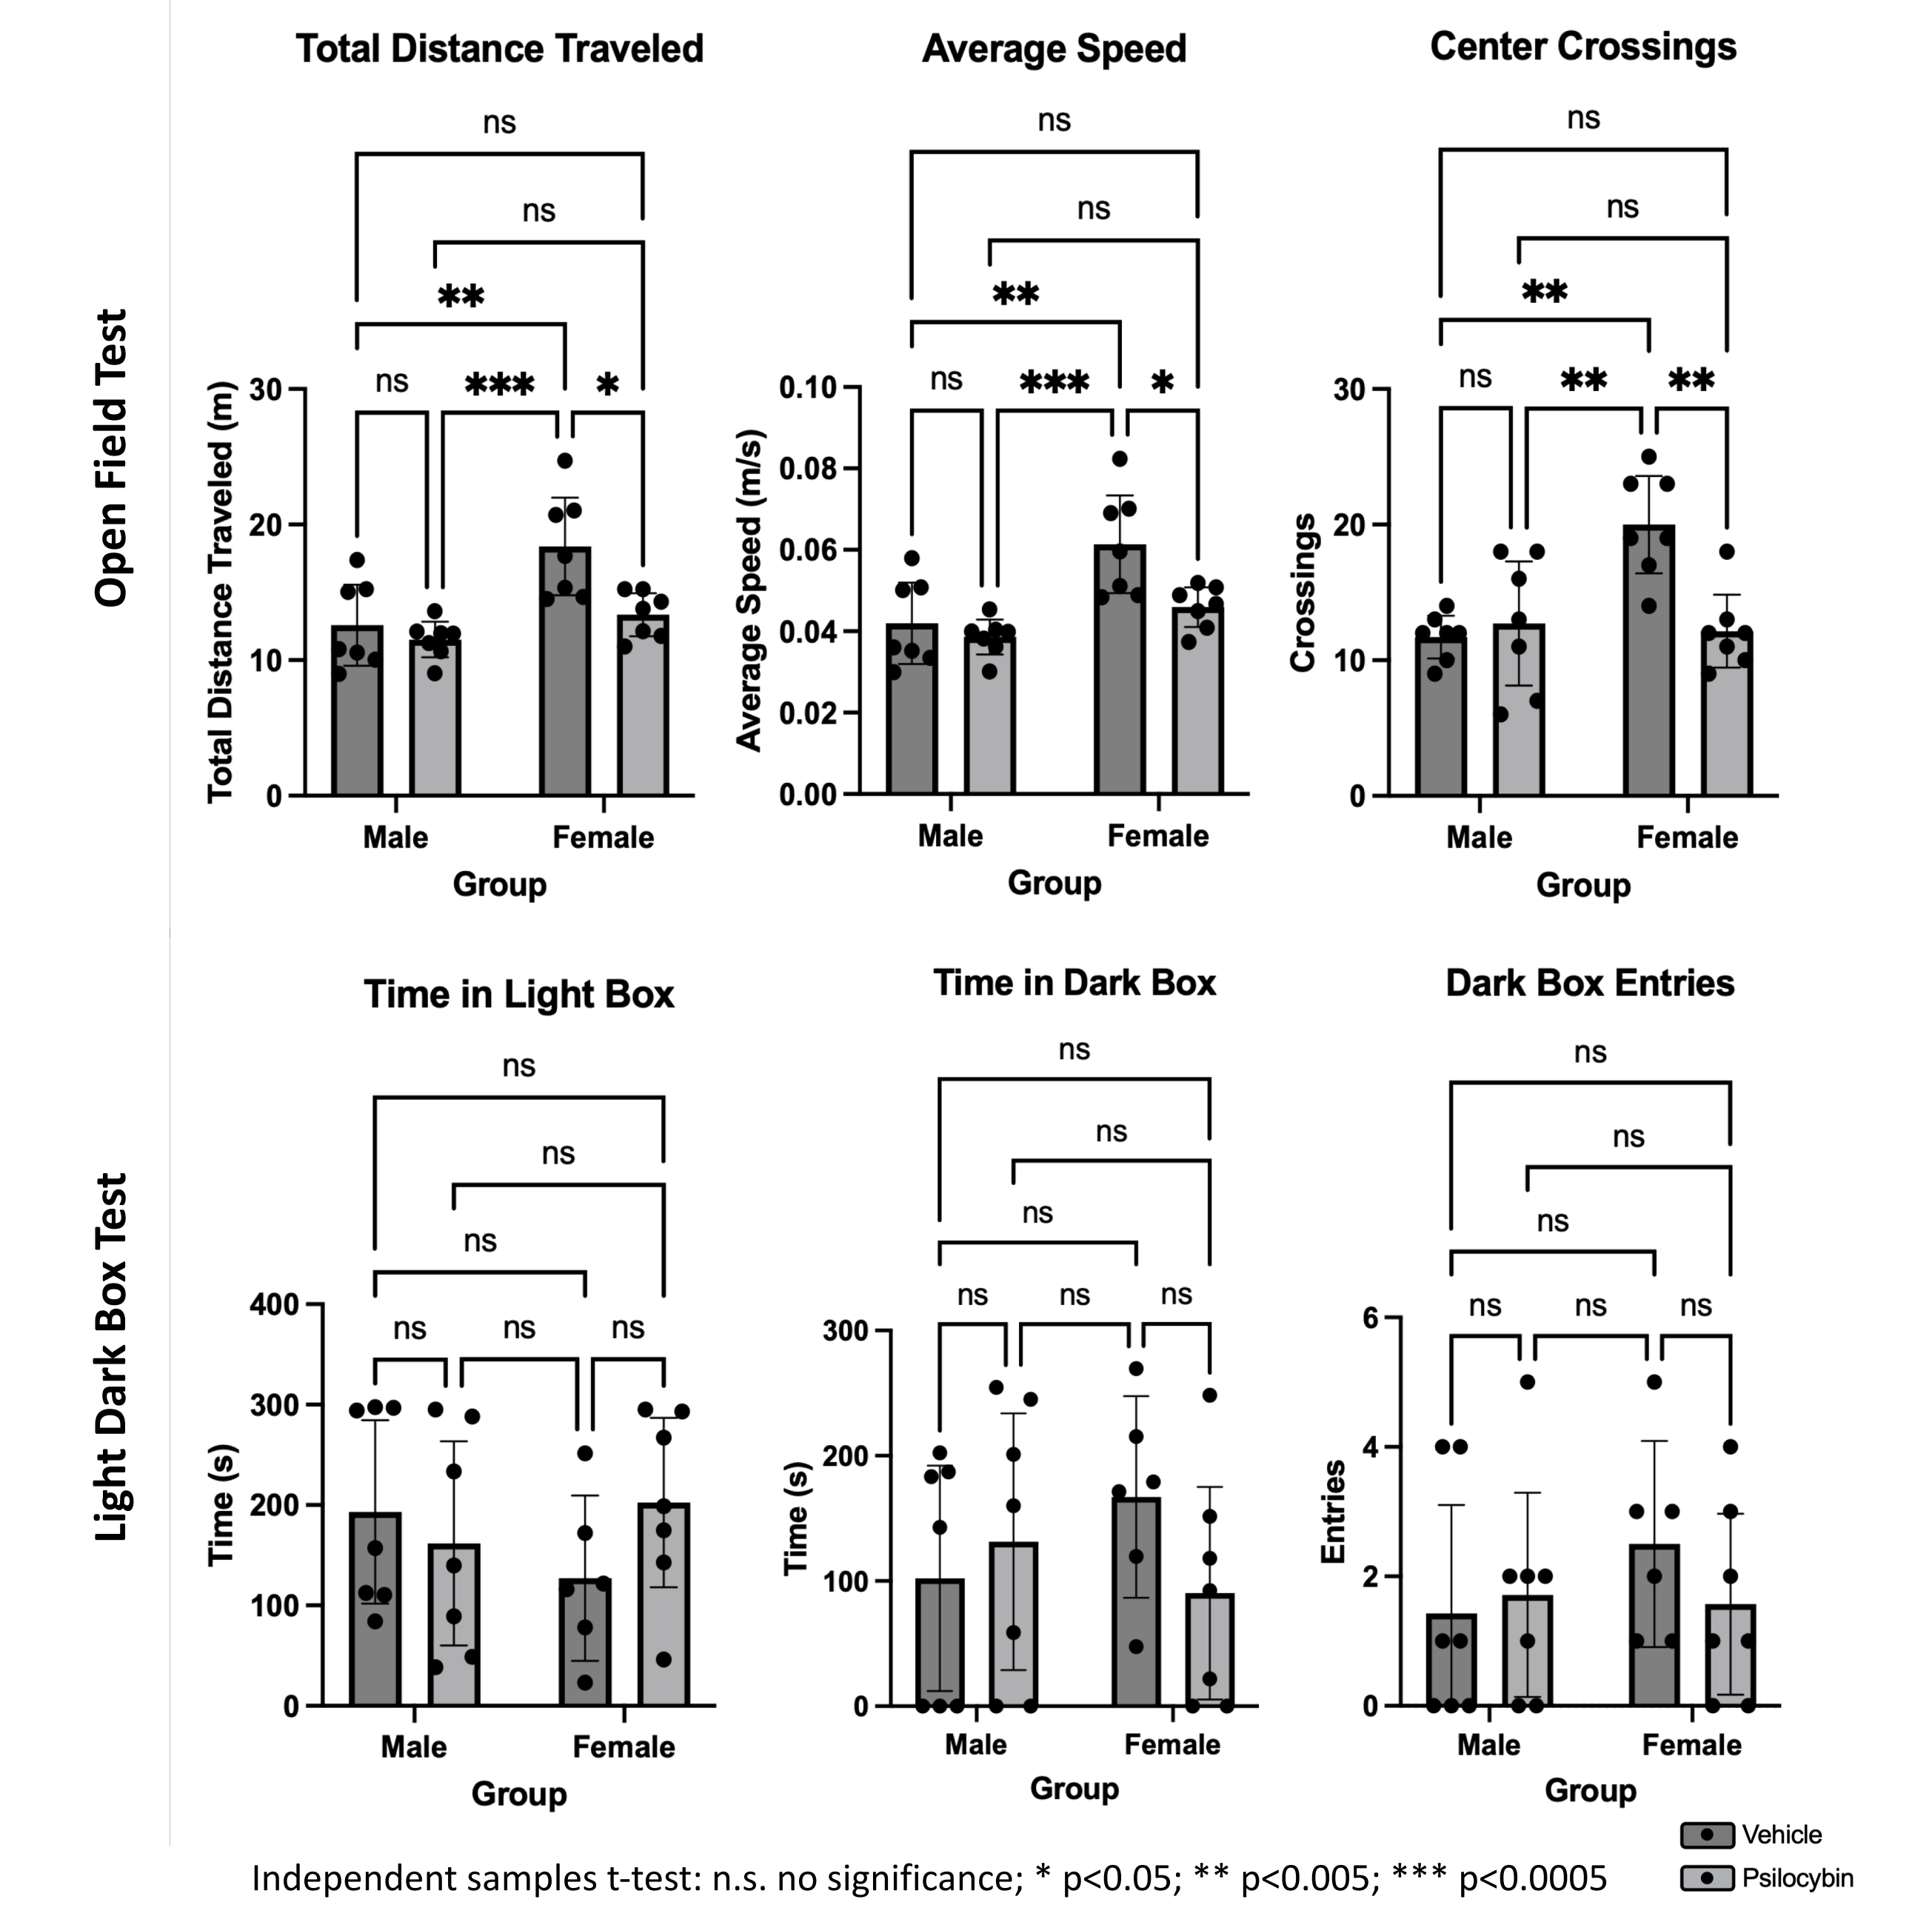 Open Field Test
Total Distance Traveled
ns
ns
**
ns
***
*
Total Distance Traveled (m)
30
20
10
0
Male
Female
Group
Average Speed
ns
ns
**
ns
***
*
Average Speed (m/s)
0.10
0.08
0.06
0.04
0.02
0.00
Male
Female
Group
Center Crossings
ns
ns
**
ns
**
**
Crossings
30
20
10
0
Male
Female
Group
Light Dark Box Test
Time in Light Box
ns
ns
ns
ns
ns
ns
Time (s)
400
300
200
100
0
Male
Female
Group
Time in Dark Box
ns
ns
ns
ns
ns
ns
Time (s)
300
200
100
0
Male
Female
Group
Dark Box Entries
ns
ns
ns
ns
ns
ns
Entries
6
4
2
0
Male
Female
Group
Vehicle
Psilocybin
Independent samples t-test: n.s. no significance; * p<0.05; ** p<0.005; *** p<0.0005